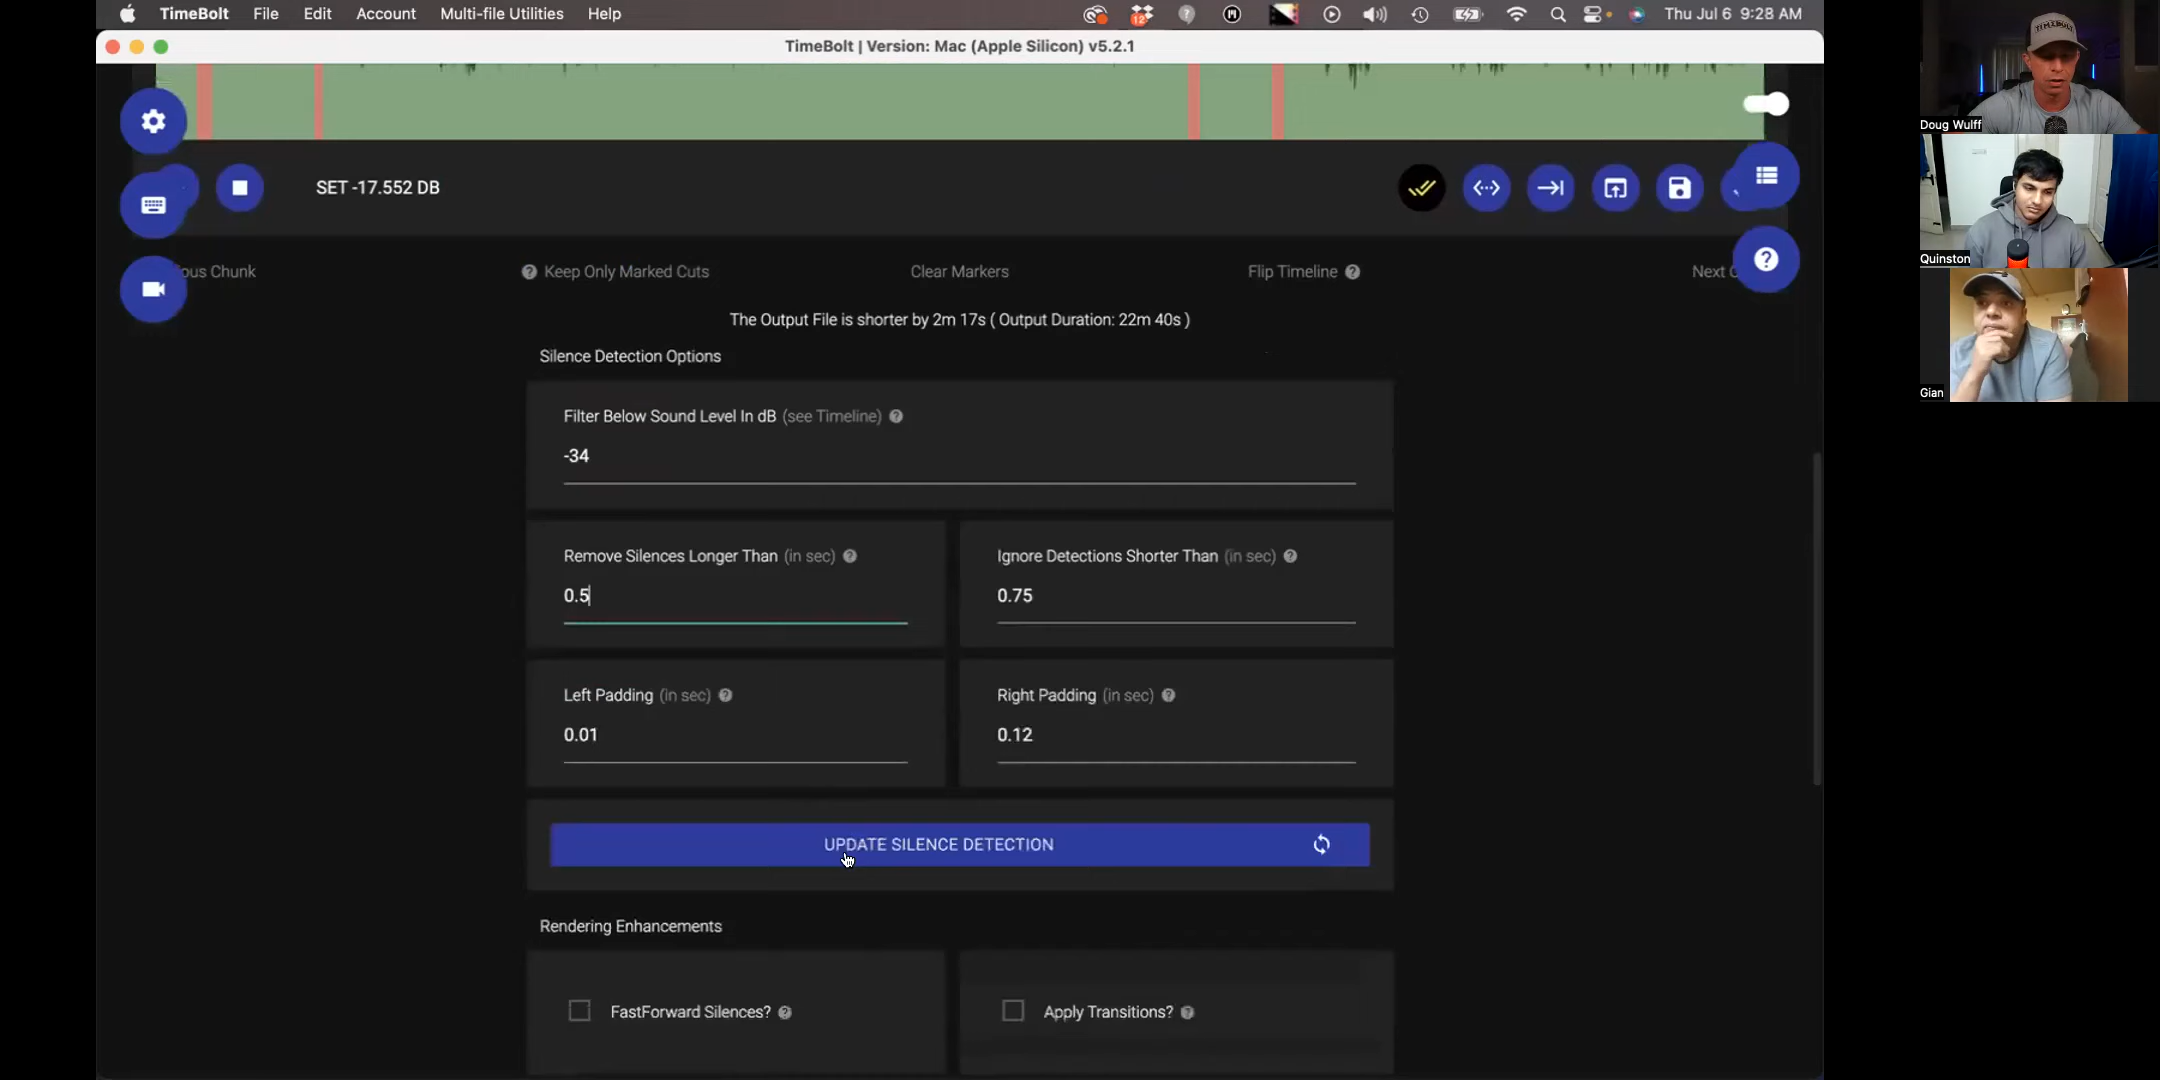 TimeBolt File Edit Account Multi-file Utilities Help 12 Thu Jul 6 9:28 AM
TimeBolt | Version: Mac (Apple Silicon) v5.2.1
SET -17.552 DB
ous Chunk Keep Only Marked Cuts Clear Markers Flip Timeline Next
The Output File is shorter by 2m 17s ( Output Duration: 22m 40s )
Silence Detection Options
Filter Below Sound Level In dB (see Timeline)
-34
Remove Silences Longer Than (in sec) Ignore Detections Shorter Than (in sec)
0.5 0.75
Left Padding (in sec) Right Padding (in sec)
0.01 0.12
UPDATE SILENCE DETECTION
Rendering Enhancements
FastForward Silences? Apply Transitions?
TIMEBOLT
Doug Wulff
Quinston
Gian